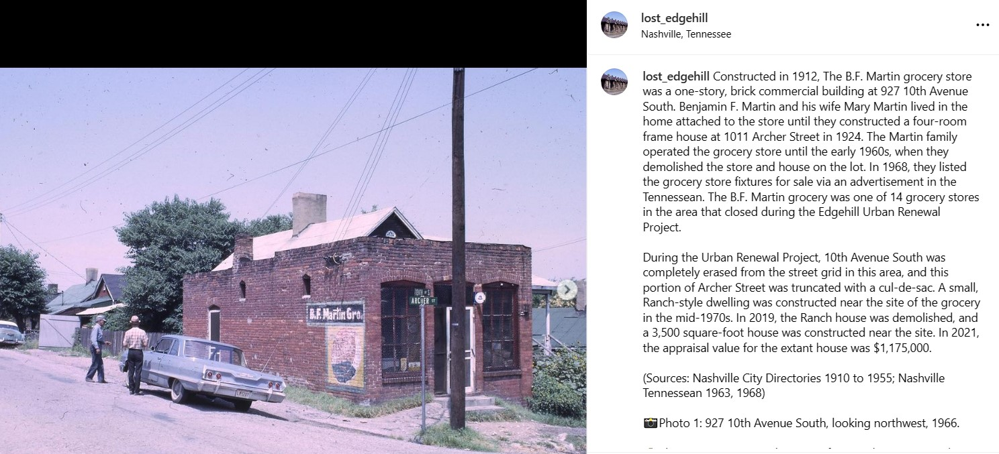 lost_edgehill
Nashville, Tennessee
lost_edgehill Constructed in 1912, The B.F. Martin grocery store
was a one-story, brick commercial building at 927 10th Avenue
South. Benjamin F. Martin and his wife Mary Martin lived in the
home attached to the store until they constructed a four-room
frame house at 1011 Archer Street in 1924. The Martin family
operated the grocery store until the early 1960s, when they
demolished the store and house on the lot. In 1968, they listed
the grocery store fixtures for sale via an advertisement in the
Tennessean. The B.F. Martin grocery was one of 14 grocery stores
in the area that closed during the Edgehill Urban Renewal
Project.
During the Urban Renewal Project, 10th Avenue South was
completely erased from the street grid in this area, and this
portion of Archer Street was truncated with a cul-de-sac. A small,
Ranch-style dwelling was constructed near the site of the grocery
in the mid-1970s. In 2019, the Ranch house was demolished, and
a 3,500 square-foot house was constructed near the site. In 2021,
the appraisal value for the extant house was $1,175,000.
(Sources: Nashville City Directories 1910 to 1955; Nashville
Tennessean 1963, 1968)
📷Photo 1: 927 10th Avenue South, looking northwest, 1966.
ARCHER ST
B.F. Martin Gro.